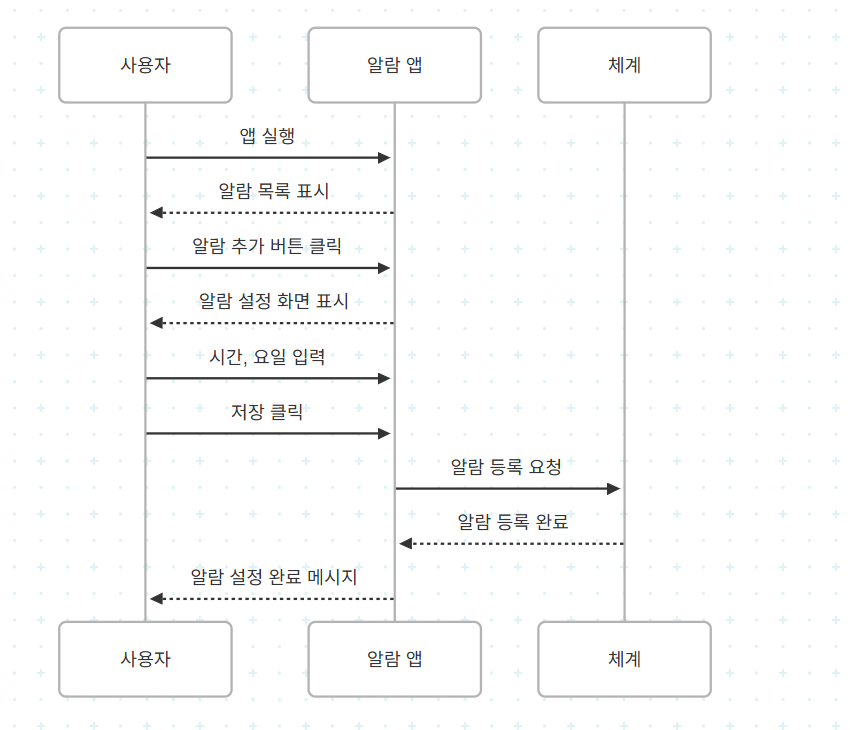 사용자
알람 앱
체계
앱 실행
알람 목록 표시
알람 추가 버튼 클릭
알람 설정 화면 표시
시간, 요일 입력
저장 클릭
알람 등록 요청
알람 등록 완료
알람 설정 완료 메시지
사용자
알람 앱
체계